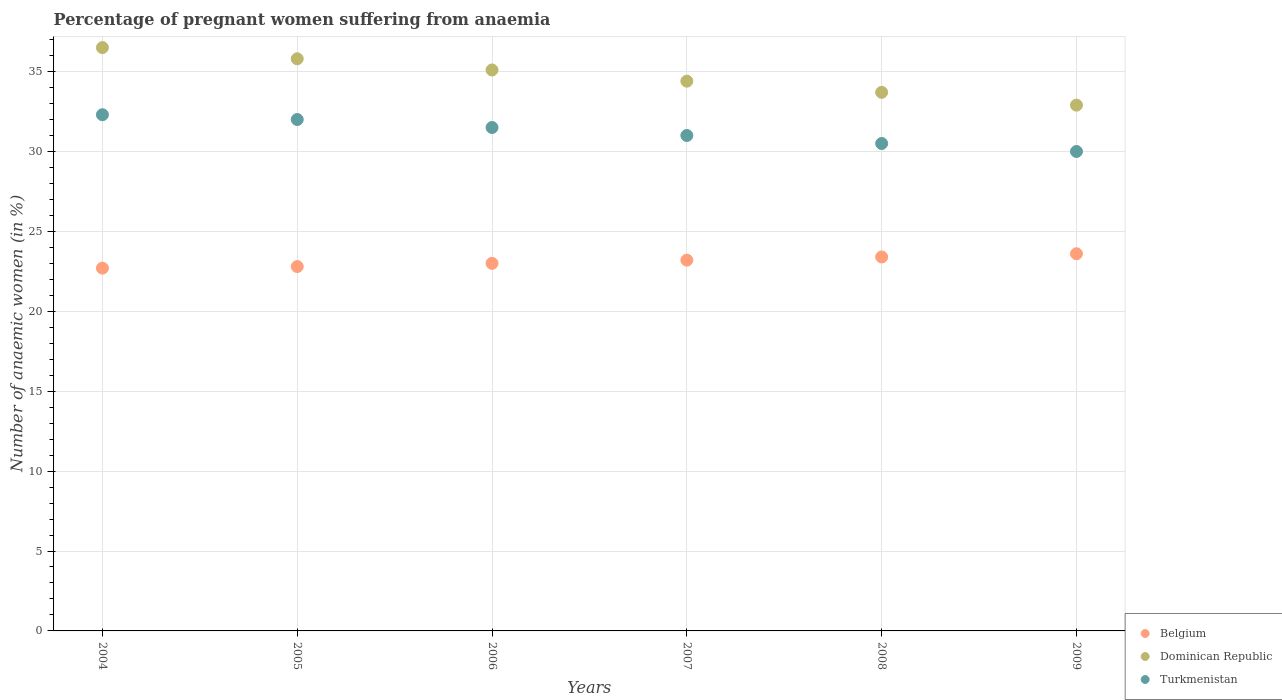 Percentage of pregnant women suffering from anaemia
Number of anaemic women (in %)
35
30
25
20
15
10
5
0
2004
2005
2006
2007
2008
2009
Years
Belgium
Dominican Republic
Turkmenistan